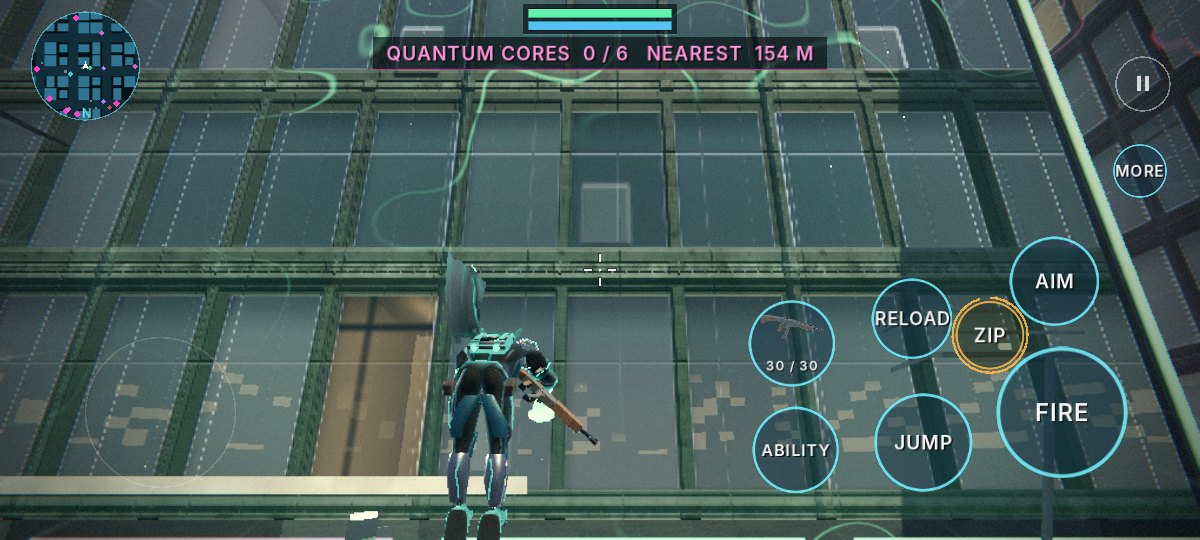 QUANTUM CORES 0 / 6 NEAREST 154 M
N
MORE
AIM
RELOAD
ZIP
30 / 30
FIRE
ABILITY
JUMP